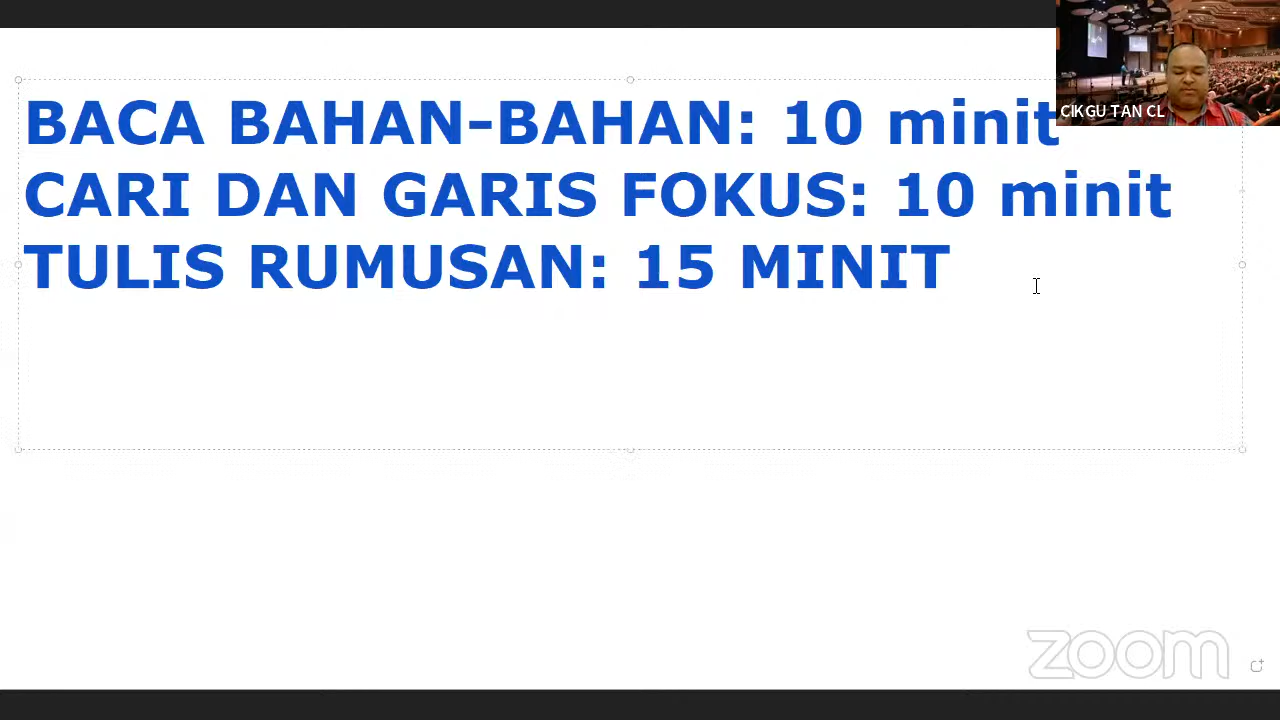 BACA BAHAN-BAHAN: 10 minit
CARI DAN GARIS FOKUS: 10 minit
TULIS RUMUSAN: 15 MINIT
CIKGU TAN CL
zoom